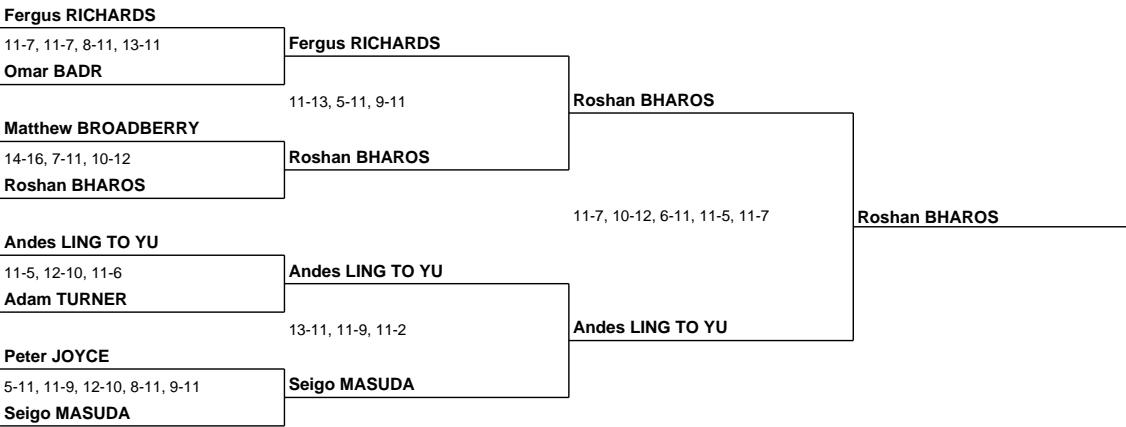 Fergus RICHARDS
11-7, 11-7, 8-11, 13-11
Omar BADR
Matthew BROADBERRY
14-16, 7-11, 10-12
Roshan BHAROS
Andes LING TO YU
11-5, 12-10, 11-6
Adam TURNER
Peter JOYCE
5-11, 11-9, 12-10, 8-11, 9-11
Seigo MASUDA
Fergus RICHARDS
11-13, 5-11, 9-11
Roshan BHAROS
Andes LING TO YU
13-11, 11-9, 11-2
Seigo MASUDA
Roshan BHAROS
11-7, 10-12, 6-11, 11-5, 11-7
Andes LING TO YU
Roshan BHAROS